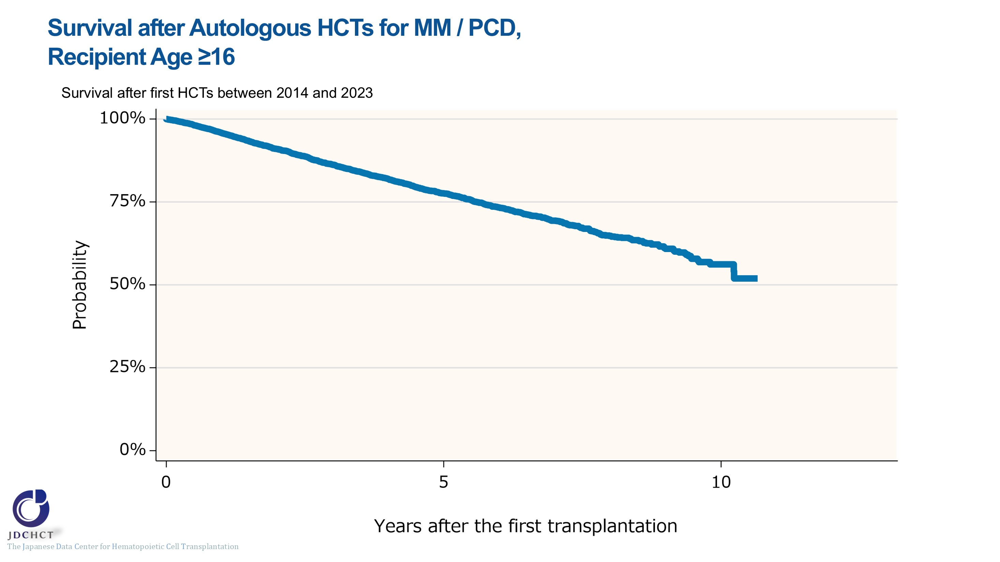 Survival after Autologous HCTs for MM / PCD,
Recipient Age ≥16
Survival after first HCTs between 2014 and 2023
100%
75%
50%
25%
0%
Probability
0 5 10
Years after the first transplantation
JDCHCT
The Japanese Data Center for Hematopoietic Cell Transplantation